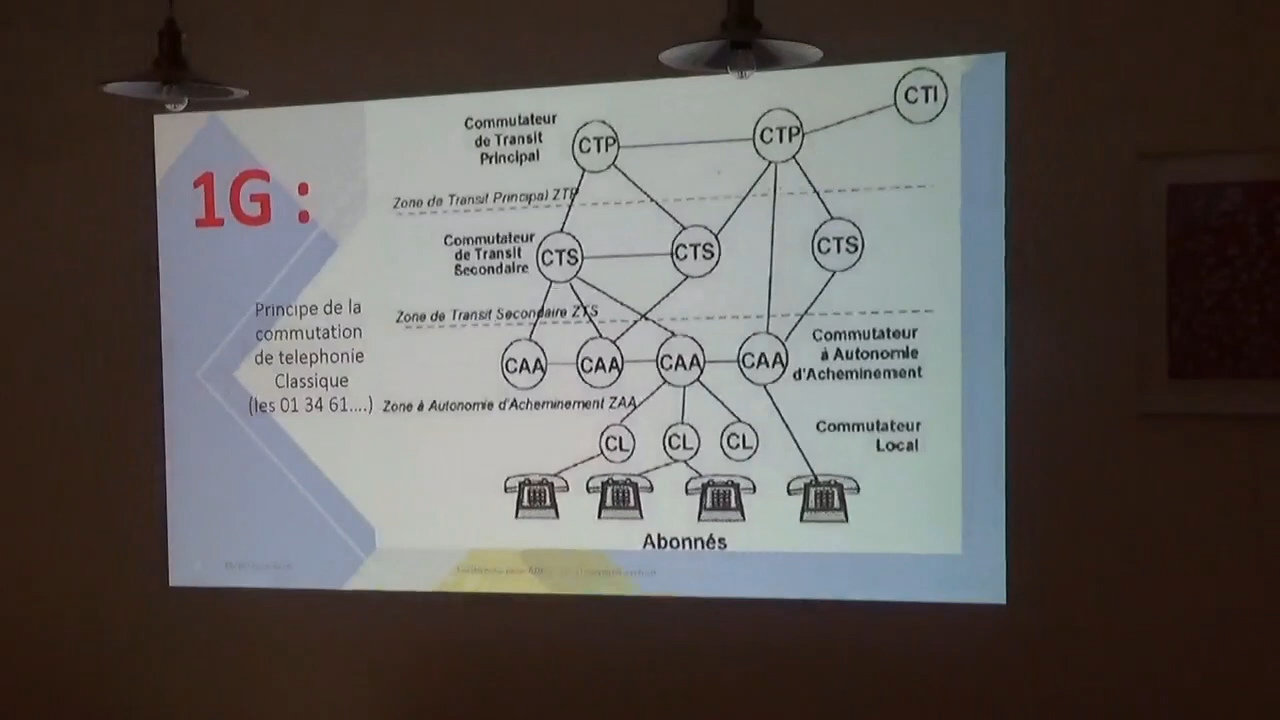 1G :
Principe de la
commutation
de telephonie
Classique
(les 01 34 61....)
Commutateur
de Transit
Principal
CTP
CTP
CTI
Zone de Transit Principal ZTP
Commutateur
de Transit
Secondaire
CTS
CTS
CTS
Zone de Transit Secondaire ZTS
CAA
CAA
CAA
CAA
Commutateur
à Autonomie
d'Acheminement
Zone à Autonomie d'Acheminement ZAA
CL
CL
CL
Commutateur
Local
Abonnés